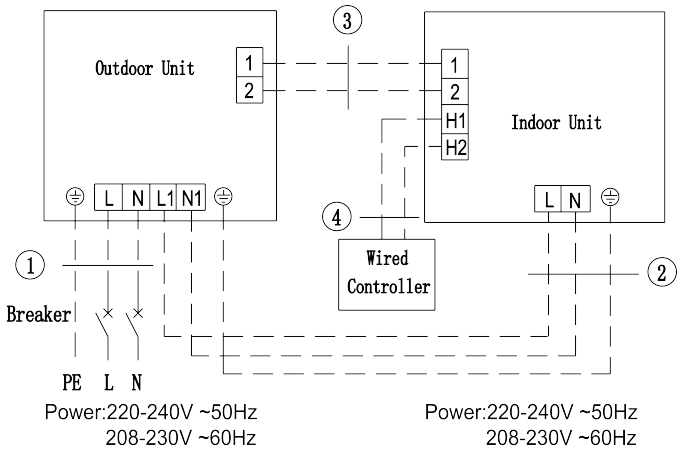 ③
Outdoor Unit
1
2
1
2
H1
H2
Indoor Unit
L N L1 N1
L N
④
①
②
Wired
Controller
Breaker
PE L N
Power:220-240V ~50Hz
208-230V ~60Hz
Power:220-240V ~50Hz
208-230V ~60Hz